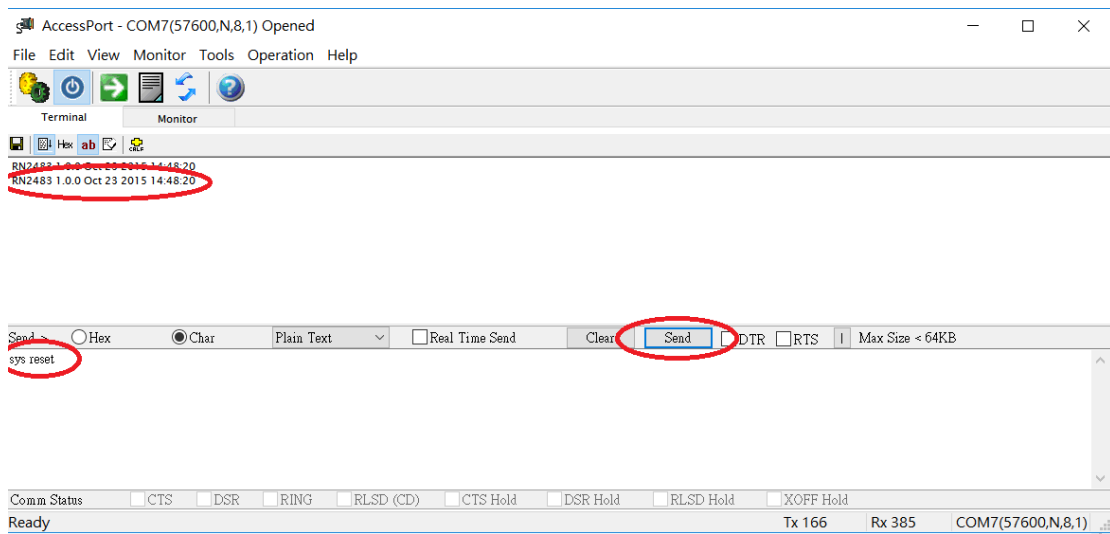 AccessPort - COM7(57600,N,8,1) Opened
File Edit View Monitor Tools Operation Help
Terminal Monitor
Hex ab CRLF
RN2483 1.0.0 Oct 23 2015 14:48:20
RN2483 1.0.0 Oct 23 2015 14:48:20
Send -> Hex Char Plain Text Real Time Send Clear Send DTR RTS | Max Size < 64KB
sys reset
Comm Status CTS DSR RING RLSD (CD) CTS Hold DSR Hold RLSD Hold XOFF Hold
Ready Tx 166 Rx 385 COM7(57600,N,8,1)